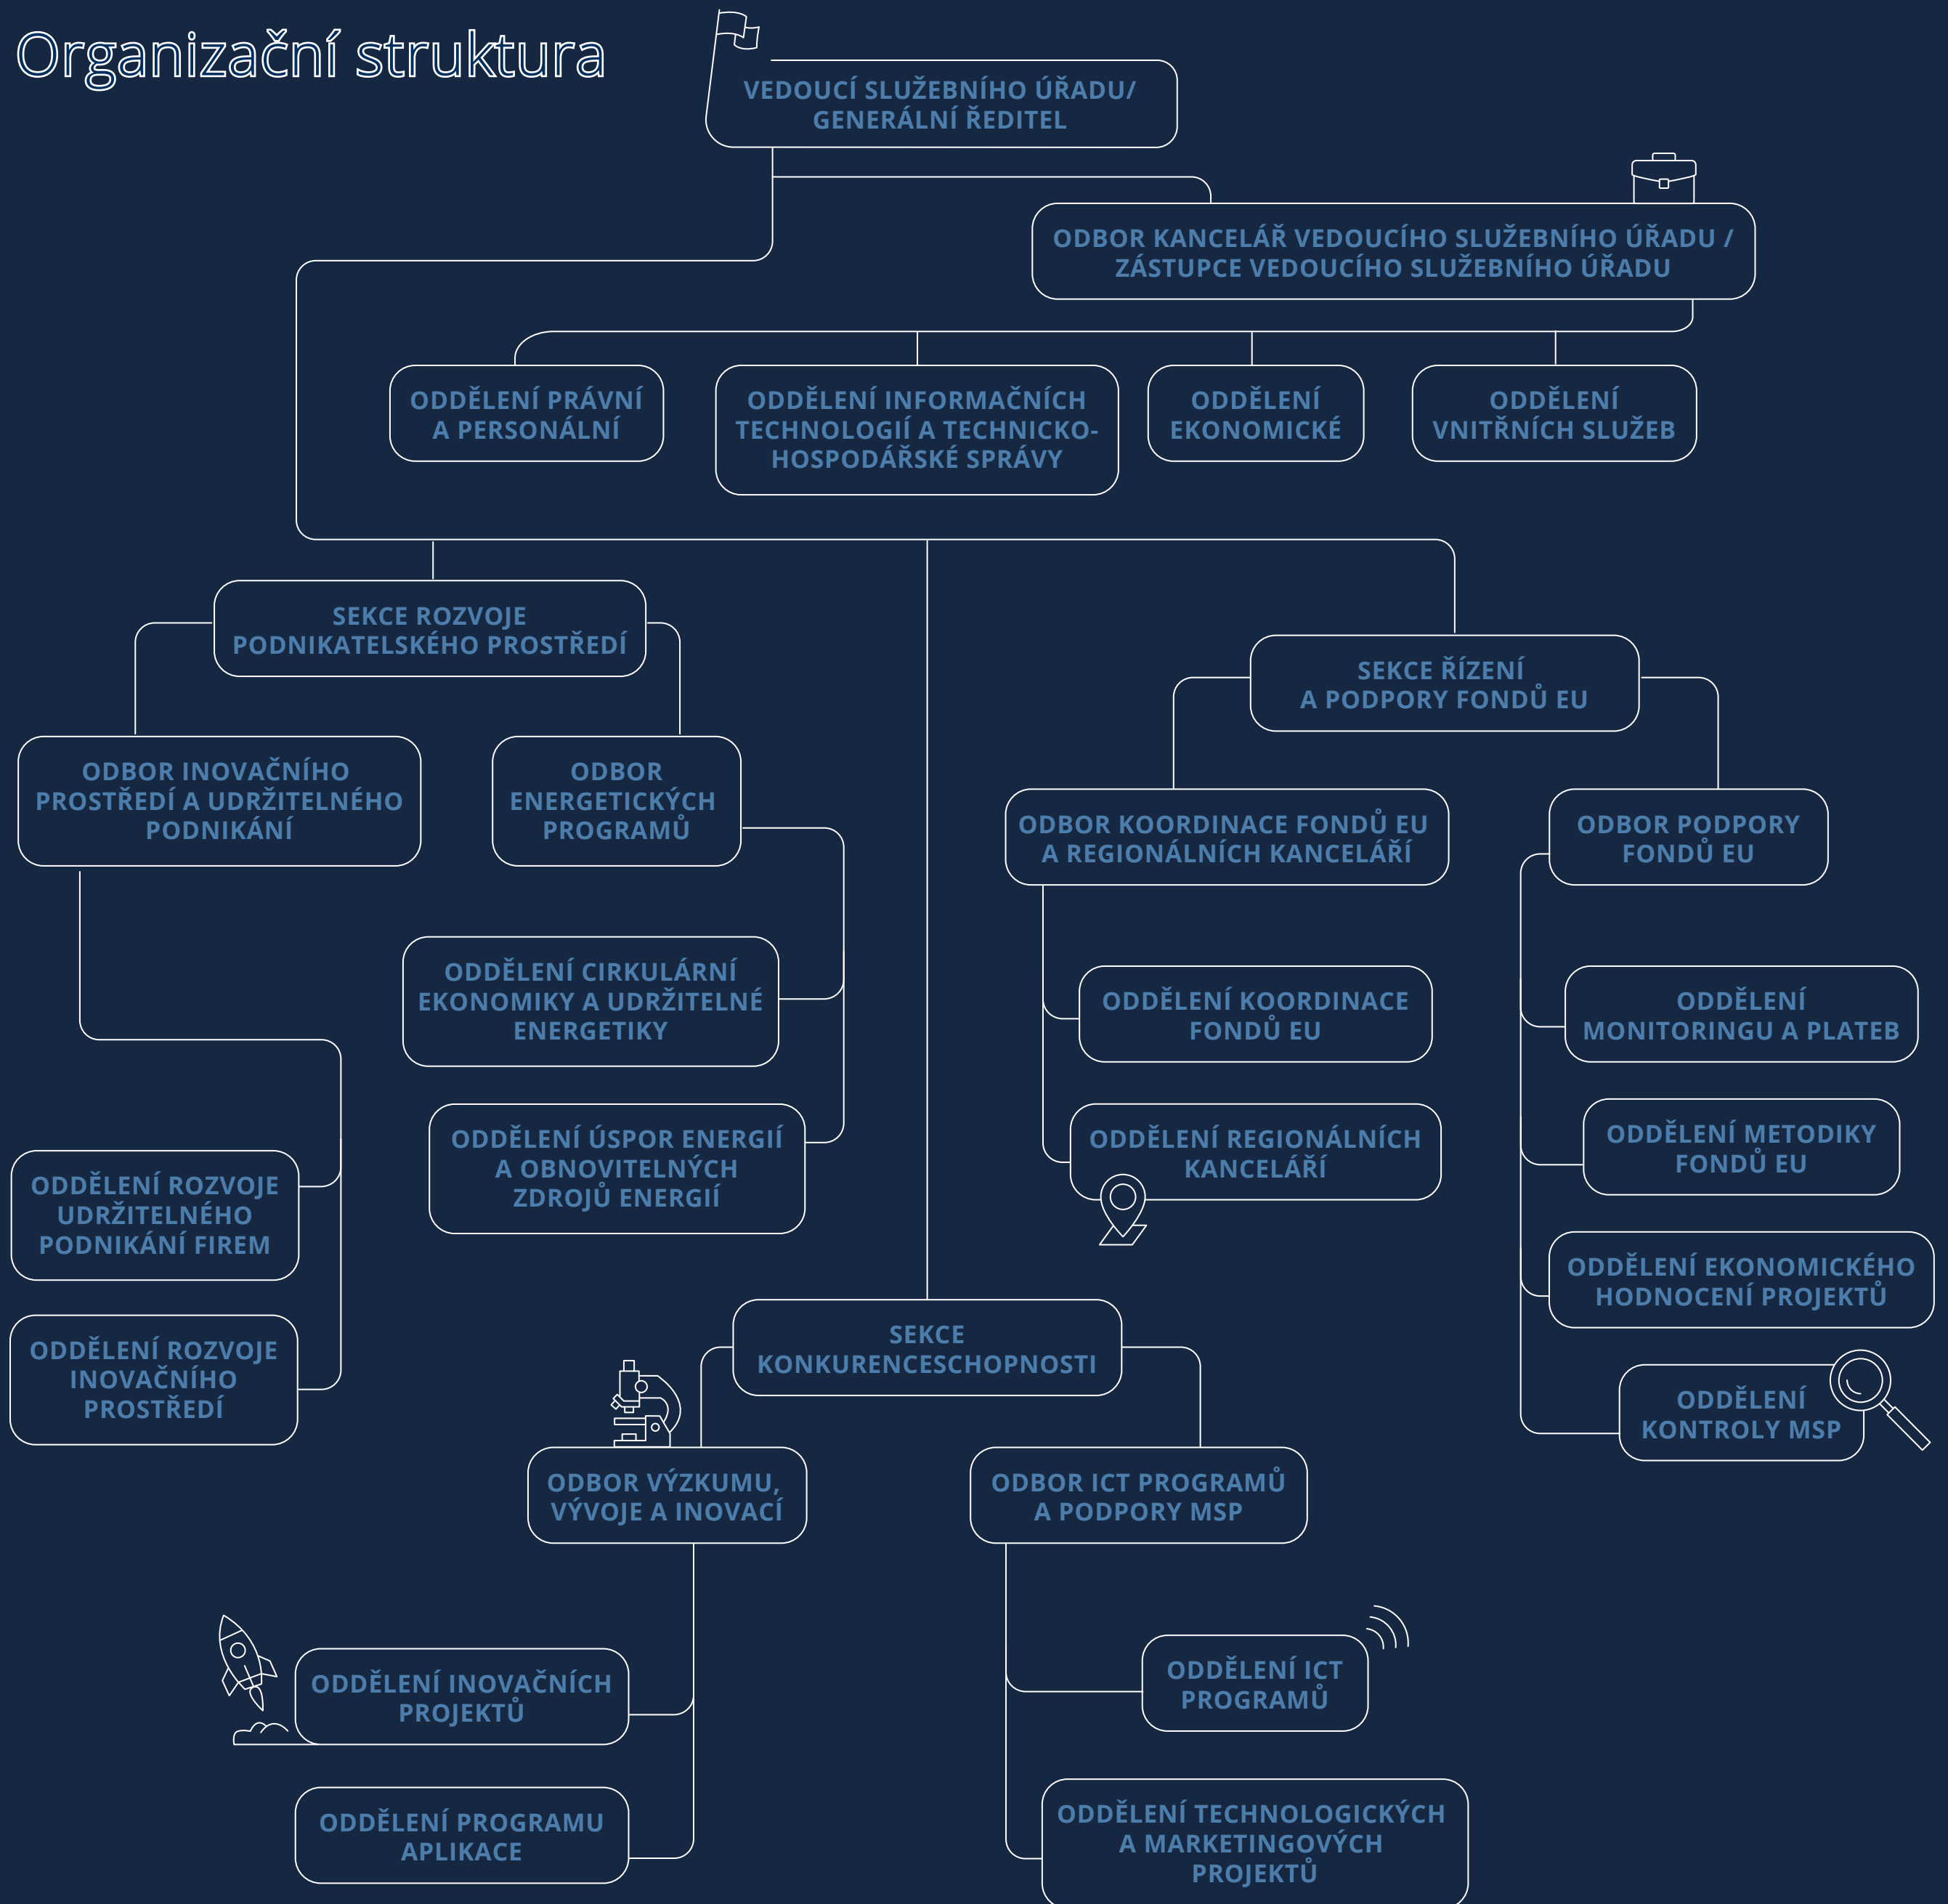 Organizační struktura
VEDOUCÍ SLUŽEBNÍHO ÚŘADU/
GENERÁLNÍ ŘEDITEL
ODBOR KANCELÁŘ VEDOUCÍHO SLUŽEBNÍHO ÚŘADU /
ZÁSTUPCE VEDOUCÍHO SLUŽEBNÍHO ÚŘADU
ODDĚLENÍ PRÁVNÍ
A PERSONÁLNÍ
ODDĚLENÍ INFORMAČNÍCH
TECHNOLOGIÍ A TECHNICKO-
HOSPODÁŘSKÉ SPRÁVY
ODDĚLENÍ
EKONOMICKÉ
ODDĚLENÍ
VNITŘNÍCH SLUŽEB
SEKCE ROZVOJE
PODNIKATELSKÉHO PROSTŘEDÍ
SEKCE ŘÍZENÍ
A PODPORY FONDŮ EU
ODBOR INOVAČNÍHO
PROSTŘEDÍ A UDRŽITELNÉHO
PODNIKÁNÍ
ODBOR
ENERGETICKÝCH
PROGRAMŮ
ODBOR KOORDINACE FONDŮ EU
A REGIONÁLNÍCH KANCELÁŘÍ
ODBOR PODPORY
FONDŮ EU
ODDĚLENÍ CIRKULÁRNÍ
EKONOMIKY A UDRŽITELNÉ
ENERGETIKY
ODDĚLENÍ KOORDINACE
FONDŮ EU
ODDĚLENÍ
MONITORINGU A PLATEB
ODDĚLENÍ ÚSPOR ENERGIÍ
A OBNOVITELNÝCH
ZDROJŮ ENERGIÍ
ODDĚLENÍ REGIONÁLNÍCH
KANCELÁŘÍ
ODDĚLENÍ METODIKY
FONDŮ EU
ODDĚLENÍ ROZVOJE
UDRŽITELNÉHO
PODNIKÁNÍ FIREM
ODDĚLENÍ EKONOMICKÉHO
HODNOCENÍ PROJEKTŮ
ODDĚLENÍ ROZVOJE
INOVAČNÍHO
PROSTŘEDÍ
SEKCE
KONKURENCESCHOPNOSTI
ODDĚLENÍ
KONTROLY MSP
ODBOR VÝZKUMU,
VÝVOJE A INOVACÍ
ODBOR ICT PROGRAMŮ
A PODPORY MSP
ODDĚLENÍ INOVAČNÍCH
PROJEKTŮ
ODDĚLENÍ ICT
PROGRAMŮ
ODDĚLENÍ PROGRAMU
APLIKACE
ODDĚLENÍ TECHNOLOGICKÝCH
A MARKETINGOVÝCH
PROJEKTŮ